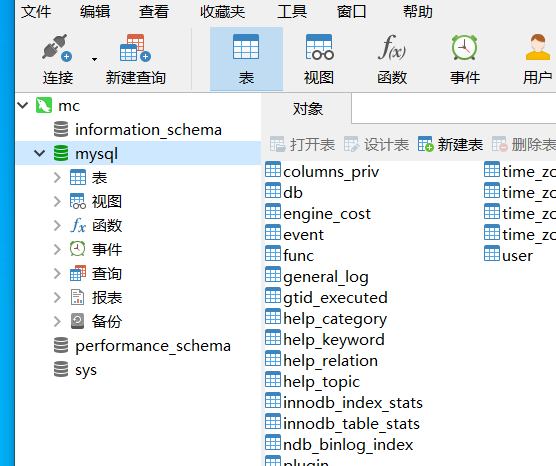 文件 编辑 查看 收藏夹 工具 窗口 帮助
连接 新建查询 表 视图 函数 事件 用户
mc
information_schema
mysql
表
视图
函数
事件
查询
报表
备份
performance_schema
sys
对象
打开表 设计表 新建表 删除表
columns_priv
db
engine_cost
event
func
general_log
gtid_executed
help_category
help_keyword
help_relation
help_topic
innodb_index_stats
innodb_table_stats
ndb_binlog_index
plugin
time_zo
time_zo
time_zo
time_zo
user